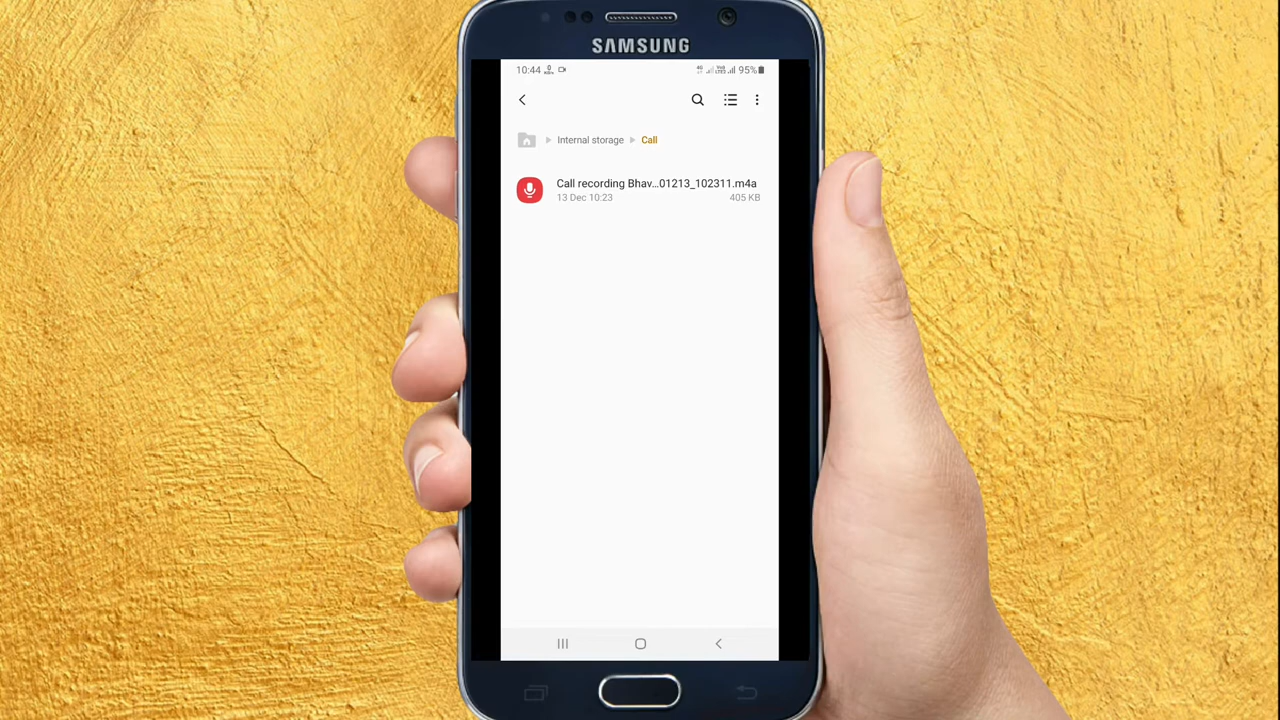 SAMSUNG
10:44 95%
Internal storage Call
Call recording Bhav...01213_102311.m4a
13 Dec 10:23 405 KB